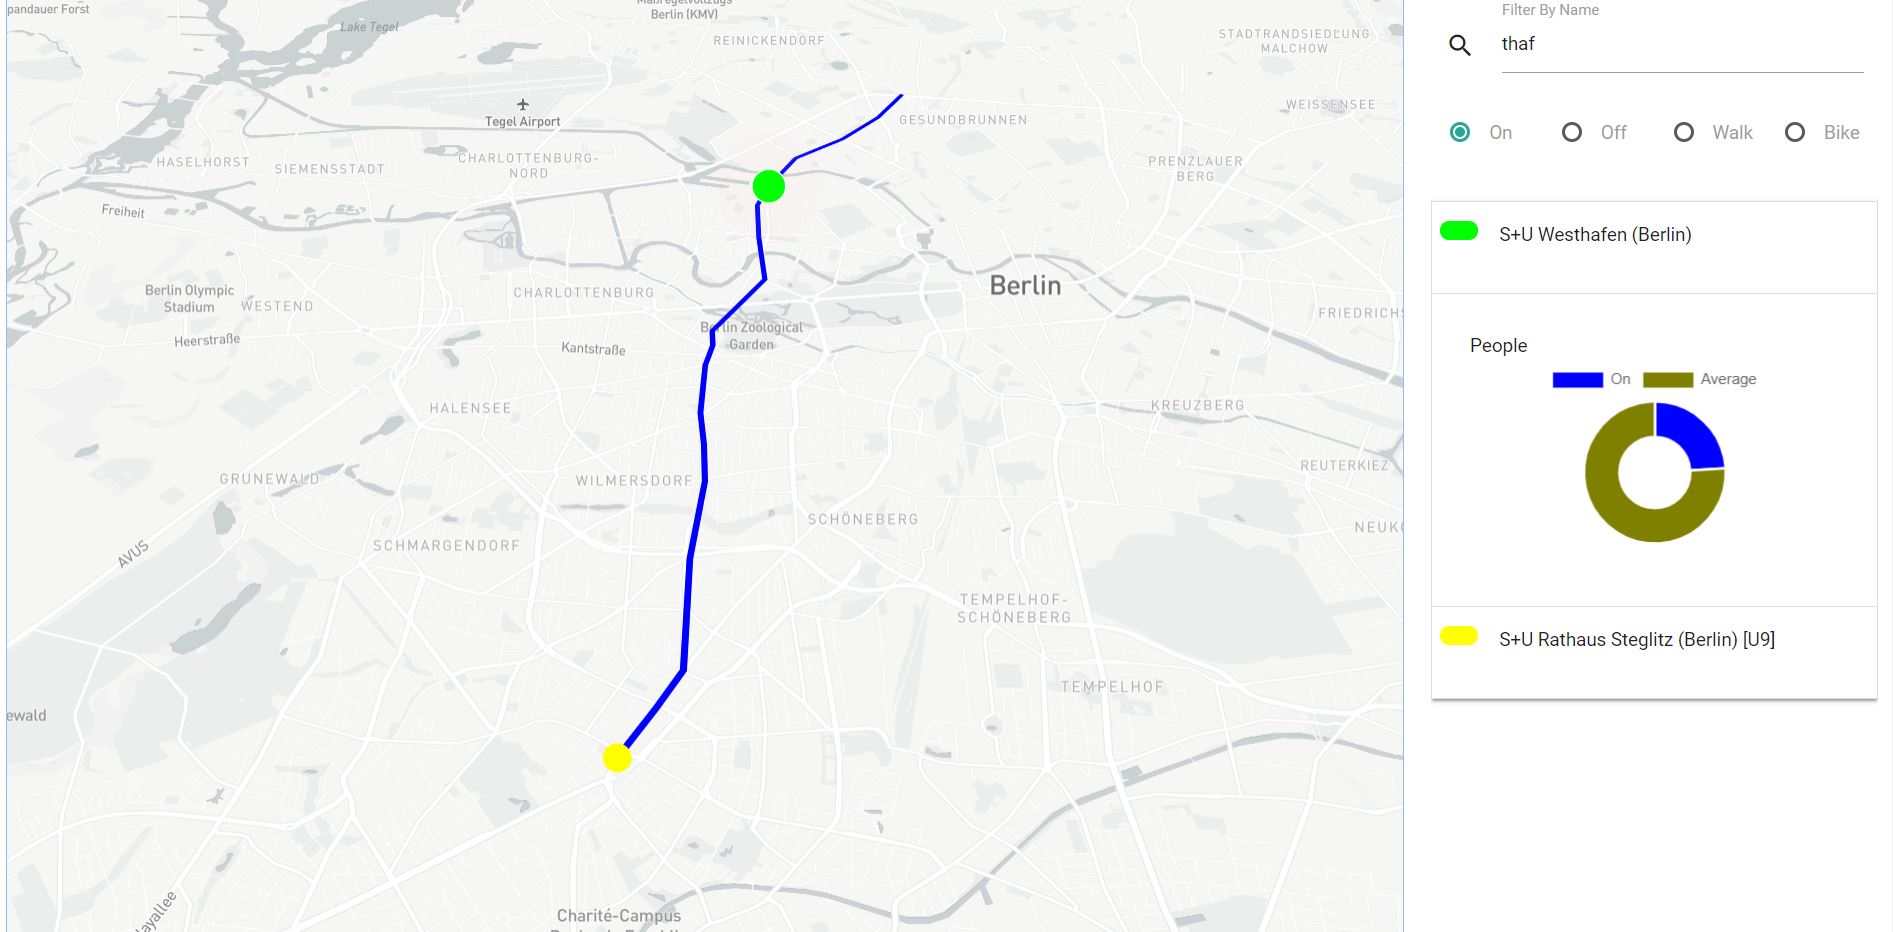 pandauer Forst
Berlin (KMV)
Lake Tegel
REINICKENDORF
STADTRANDSIEDLUNG
MALCHOW
WEISSENSEE
Tegel Airport
GESUNDBRUNNEN
HASELHORST
SIEMENSSTADT
CHARLOTTENBURG-
NORD
PRENZLAUER
BERG
Freiheit
Berlin Olympic
Stadium
WESTEND
CHARLOTTENBURG
Berlin
FRIEDRICHS
Heerstraße
Kantstraße
Berlin Zoological
Garden
HALENSEE
KREUZBERG
GRUNEWALD
WILMERSDORF
REUTERKIEZ
SCHÖNEBERG
NEUKO
AVUS
SCHMARGENDORF
TEMPELHOF-
SCHÖNEBERG
TEMPELHOF
ewald
ayallee
Charité-Campus
Filter By Name
thaf
On
Off
Walk
Bike
S+U Westhafen (Berlin)
People
On
Average
S+U Rathaus Steglitz (Berlin) [U9]